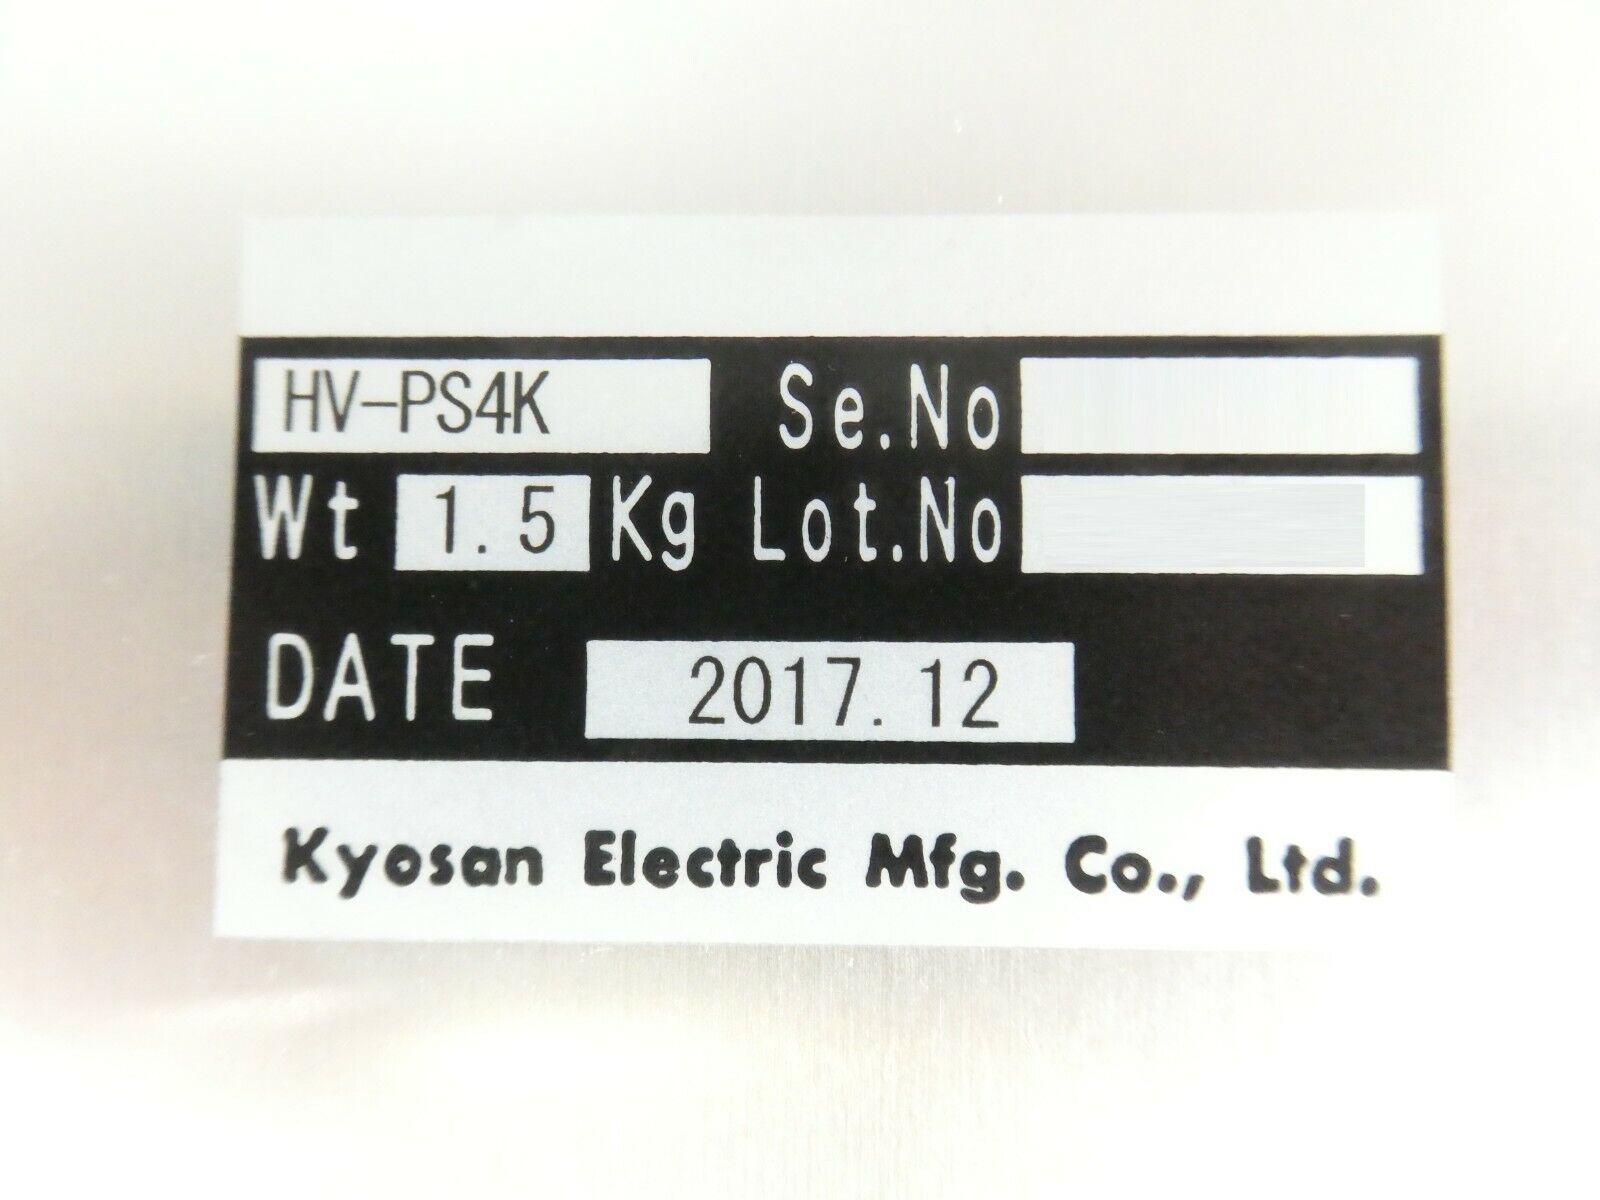 HV-PS4K Se.No
Wt 1.5 Kg Lot.No
DATE 2017.12
Kyosan Electric Mfg. Co., Ltd.